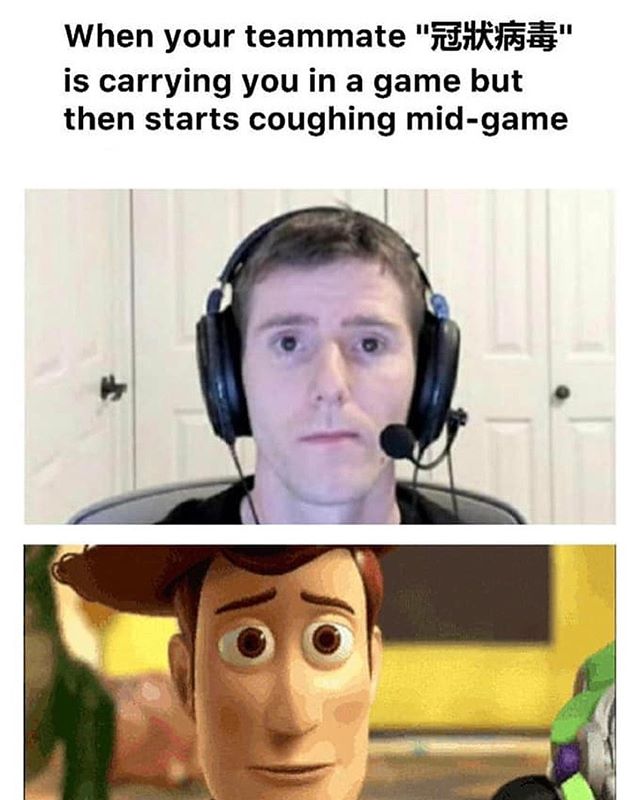 When your teammate "冠狀病毒"
is carrying you in a game but
then starts coughing mid-game